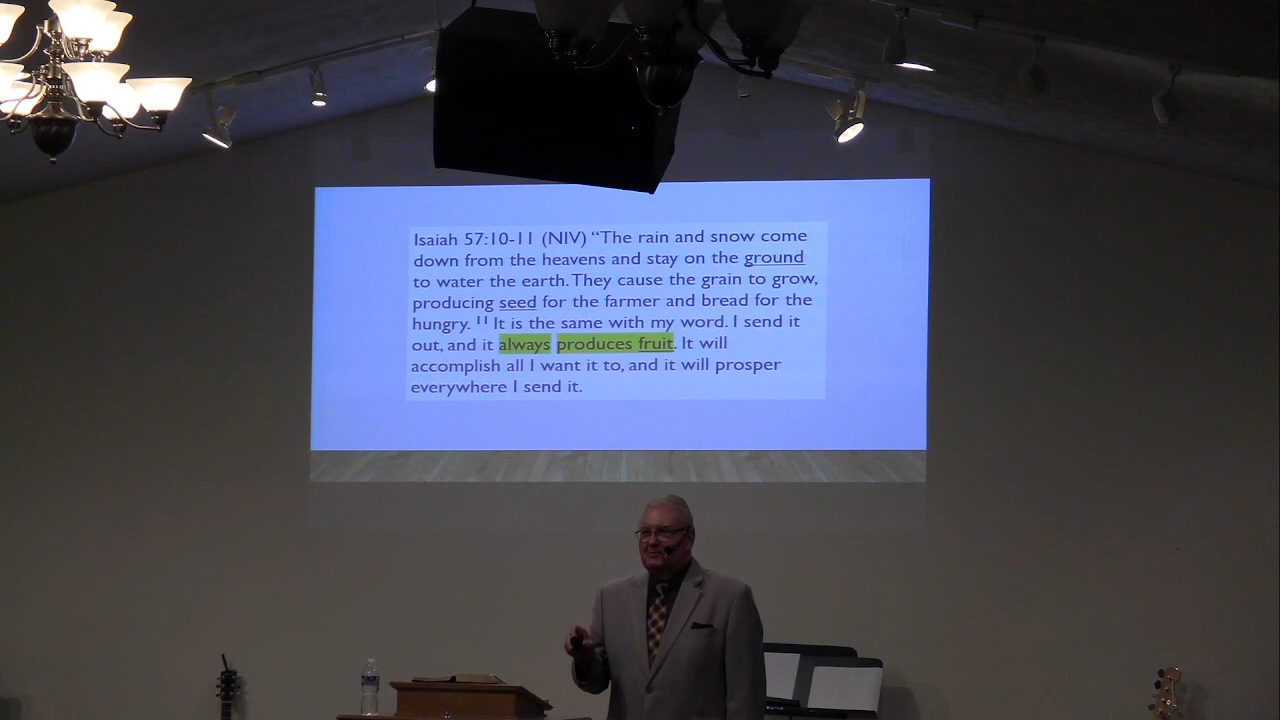 Isaiah 57:10-11 (NIV) “The rain and snow come
down from the heavens and stay on the ground
to water the earth. They cause the grain to grow,
producing seed for the farmer and bread for the
hungry. ¹¹ It is the same with my word. I send it
out, and it always produces fruit. It will
accomplish all I want it to, and it will prosper
everywhere I send it.